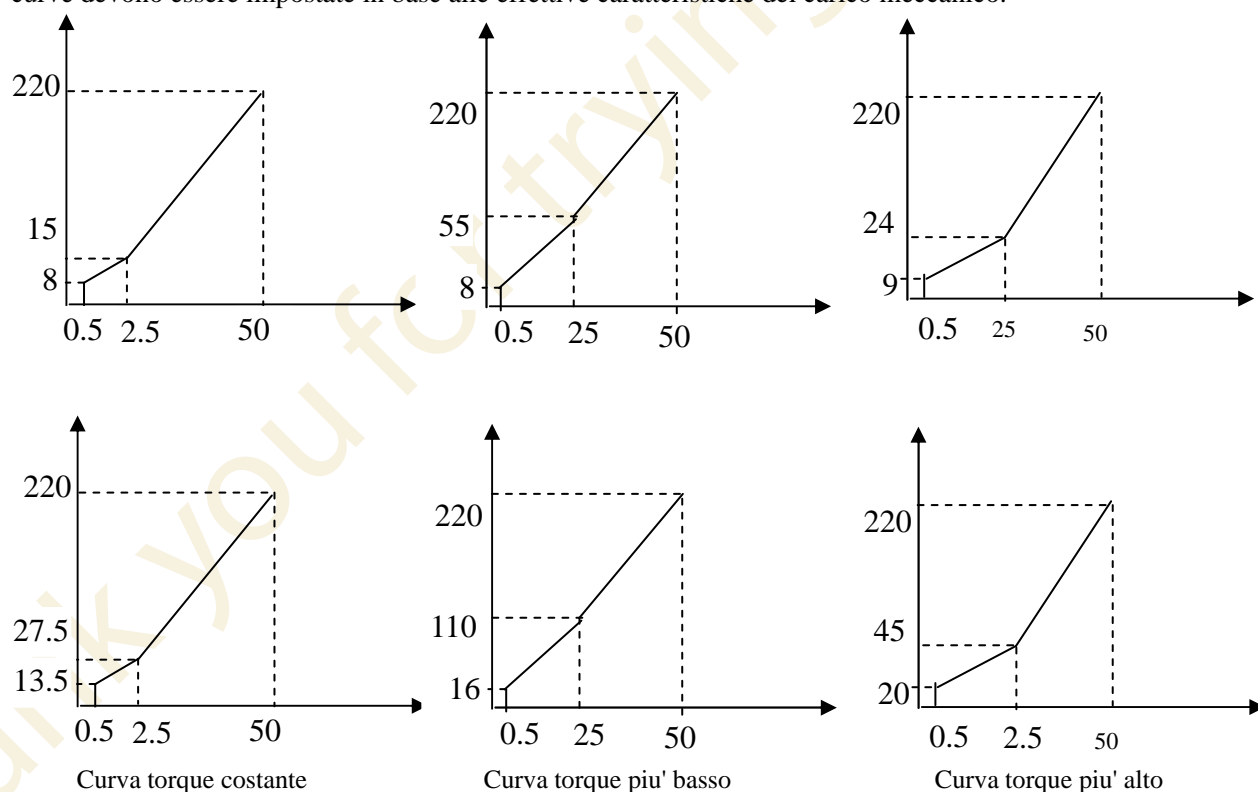 curve devono essere impostate in base alle effettive caratteristiche del carico meccanico.
220
15
8
0.5 2.5 50
220
55
8
0.5 25 50
220
24
9
0.5 25 50
220
27.5
13.5
0.5 2.5 50
Curva torque costante
220
110
16
0.5 25 50
Curva torque piu' basso
220
45
20
0.5 2.5 50
Curva torque piu' alto
you for trying